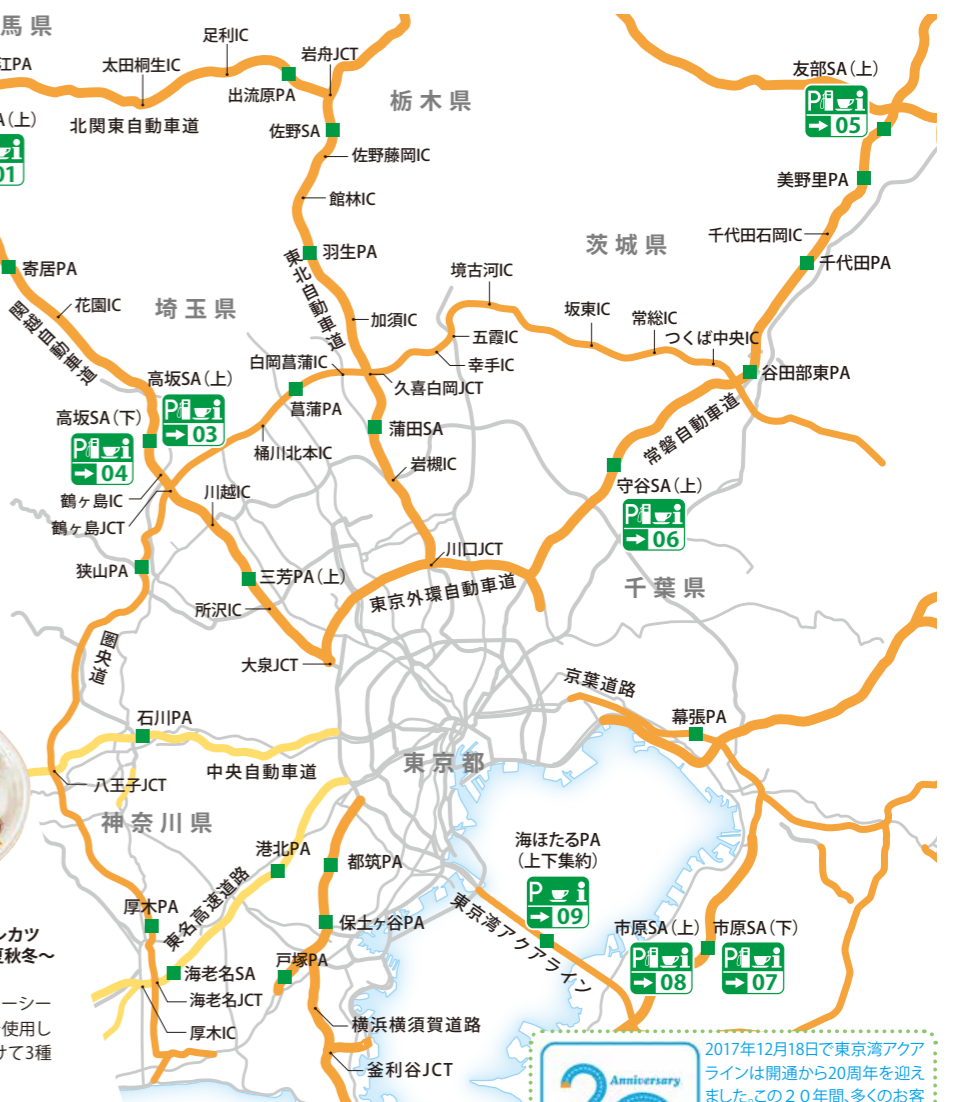 馬県
江PA
太田桐生IC
足利IC
岩舟JCT
出流原PA
北関東自動車道
栃木県
友部SA（上）
P i
→ 05
A（上）
i
01
佐野SA
佐野藤岡IC
館林IC
美野里PA
千代田石岡IC
茨城県
千代田PA
羽生PA
東北自動車道
寄居PA
花園IC
関越自動車道
埼玉県
境古河IC
加須IC
五霞IC
坂東IC
常総IC
つくば中央IC
白岡菖蒲IC
幸手IC
谷田部東PA
久喜白岡JCT
高坂SA（上）
P i
→ 03
菖蒲PA
高坂SA（下）
P i
→ 04
蒲田SA
桶川北本IC
岩槻IC
常磐自動車道
守谷SA（上）
P i
→ 06
鶴ヶ島IC
川越IC
鶴ヶ島JCT
川口JCT
狭山PA
三芳PA（上）
東京外環自動車道
千葉県
所沢IC
圏央道
大泉JCT
京葉道路
石川PA
幕張PA
中央自動車道
東京都
八王子JCT
神奈川県
港北PA
都筑PA
海ほたるPA
（上下集約）
P i
→ 09
厚木PA
東名高速道路
保土ヶ谷PA
東京湾アクアライン
市原SA（上）
P i
→ 08
市原SA（下）
P i
→ 07
戸塚PA
海老名SA
海老名JCT
厚木IC
横浜横須賀道路
釜利谷JCT
レカツ
夏秋冬〜
ーシー
使用し
けて3種
Anniversary
2017年12月18日で東京湾アクア
ラインは開通から20周年を迎え
ました。この２０年間、多くのお客